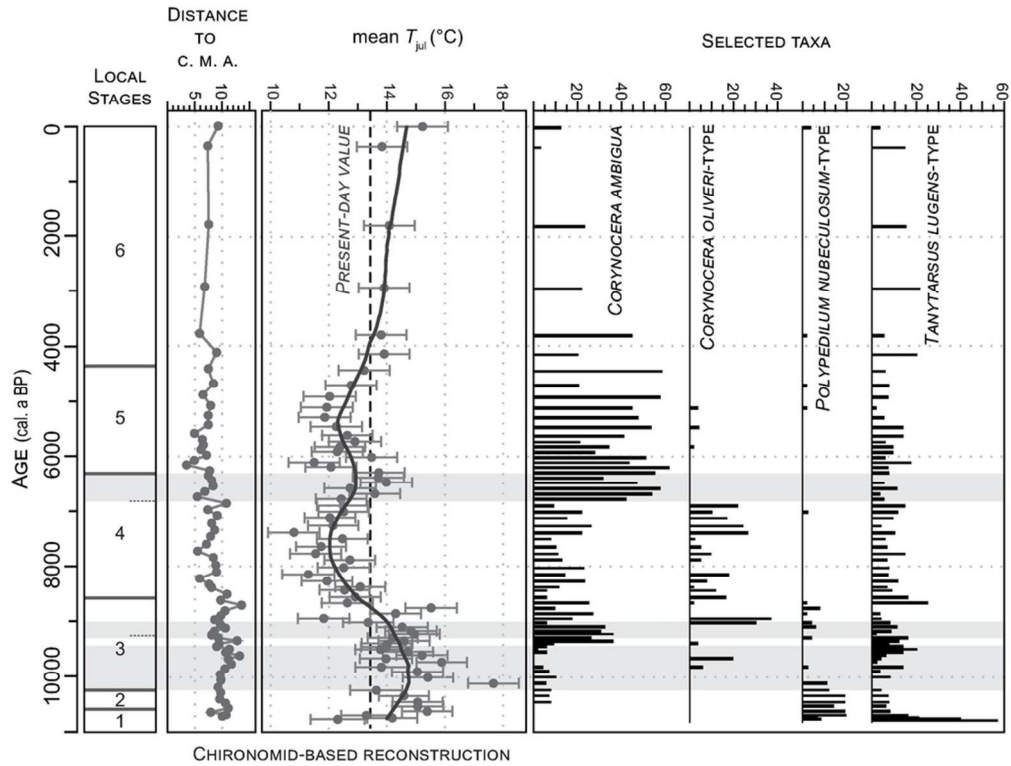 DISTANCE
TO
C. M. A.
mean Tjul (°C)
SELECTED TAXA
LOCAL
STAGES
5 10
10 12 14 16 18
20 40 60
20 40
20
20 40 60
0
2000
4000
6000
8000
10000
AGE (cal. a BP)
6
5
4
3
2
1
PRESENT-DAY VALUE
CORYNOCERA AMBIGUA
CORYNOCERA OLIVERI-TYPE
POLYPEDILUM NUBECULOSUM-TYPE
TANYTARSUS LUGENS-TYPE
CHIRONOMID-BASED RECONSTRUCTION